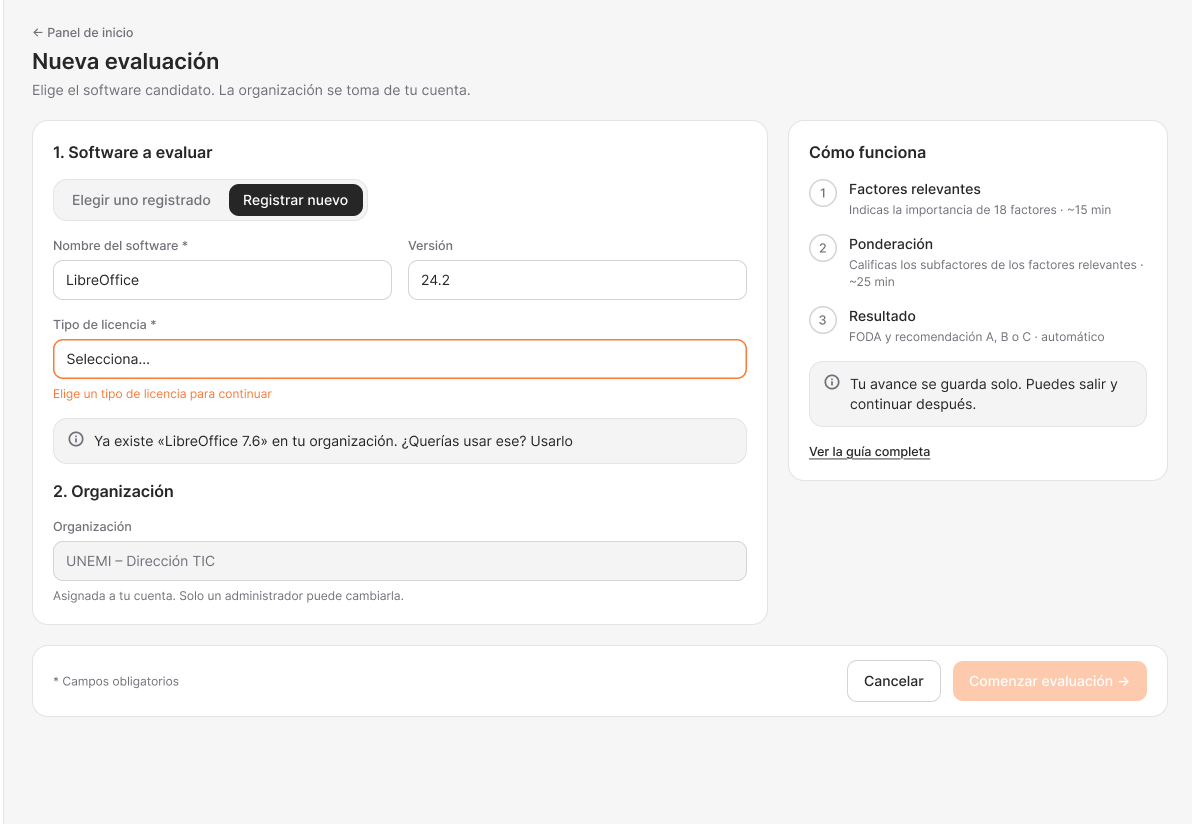 ← Panel de inicio
Nueva evaluación
Elige el software candidato. La organización se toma de tu cuenta.
1. Software a evaluar
Elegir uno registrado
Registrar nuevo
Nombre del software *
Versión
LibreOffice
24.2
Tipo de licencia *
Selecciona...
Elige un tipo de licencia para continuar
Ya existe «LibreOffice 7.6» en tu organización. ¿Querías usar ese? Usarlo
2. Organización
Organización
UNEMI – Dirección TIC
Asignada a tu cuenta. Solo un administrador puede cambiarla.
Cómo funciona
1
Factores relevantes
Indicas la importancia de 18 factores · ~15 min
2
Ponderación
Calificas los subfactores de los factores relevantes ·
~25 min
3
Resultado
FODA y recomendación A, B o C · automático
Tu avance se guarda solo. Puedes salir y
continuar después.
Ver la guía completa
* Campos obligatorios
Cancelar
Comenzar evaluación →